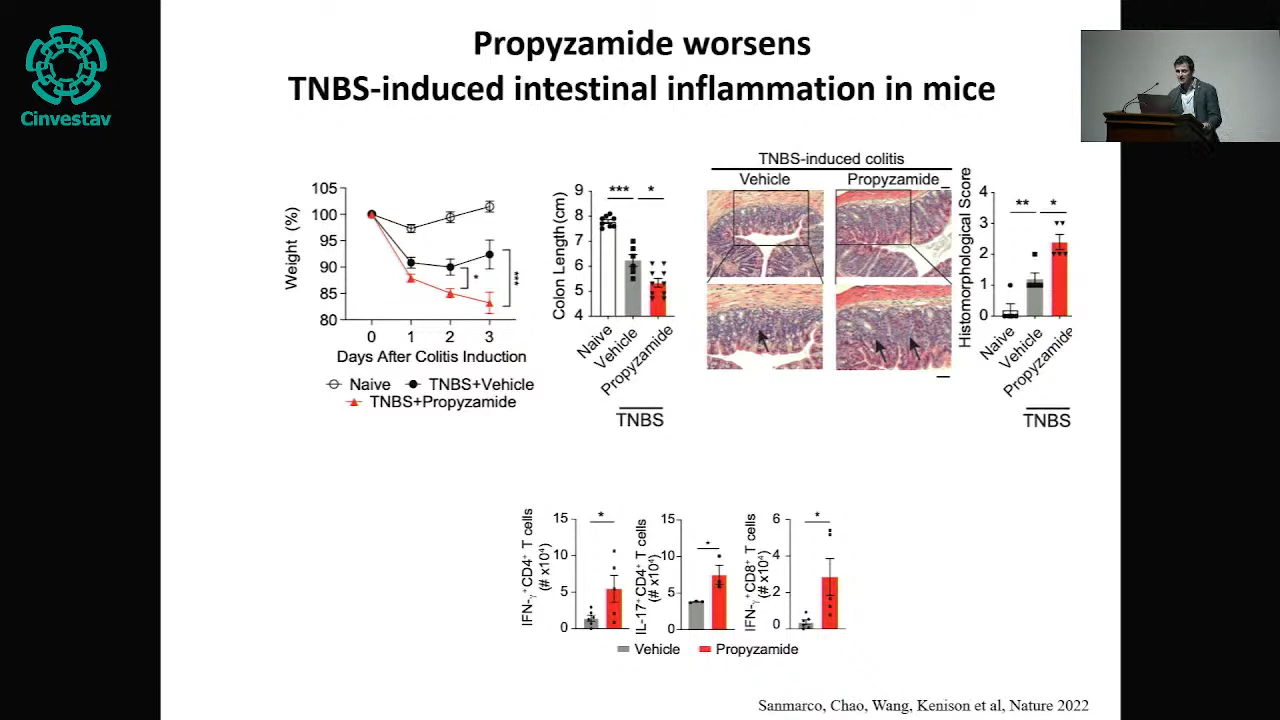 Cinvestav
Propyzamide worsens
TNBS-induced intestinal inflammation in mice
Weight (%)
105
100
95
90
85
80
*
***
0 1 2 3
Days After Colitis Induction
Naive TNBS+Vehicle
TNBS+Propyzamide
Colon Length (cm)
9
8
7
6
5
4
*** *
Naive
Vehicle
Propyzamide
TNBS
TNBS-induced colitis
Vehicle Propyzamide
Histomorphological Score
4
3
2
1
0
** *
Naive
Vehicle
Propyzamide
TNBS
IFN-γ⁺CD4⁺ T cells
(# x10⁴)
15
10
5
0
*
IL-17⁺CD4⁺ T cells
(# x10⁴)
15
10
5
0
*
IFN-γ⁺CD8⁺ T cells
(# x10⁴)
6
4
2
0
*
Vehicle Propyzamide
Sanmarco, Chao, Wang, Kenison et al, Nature 2022